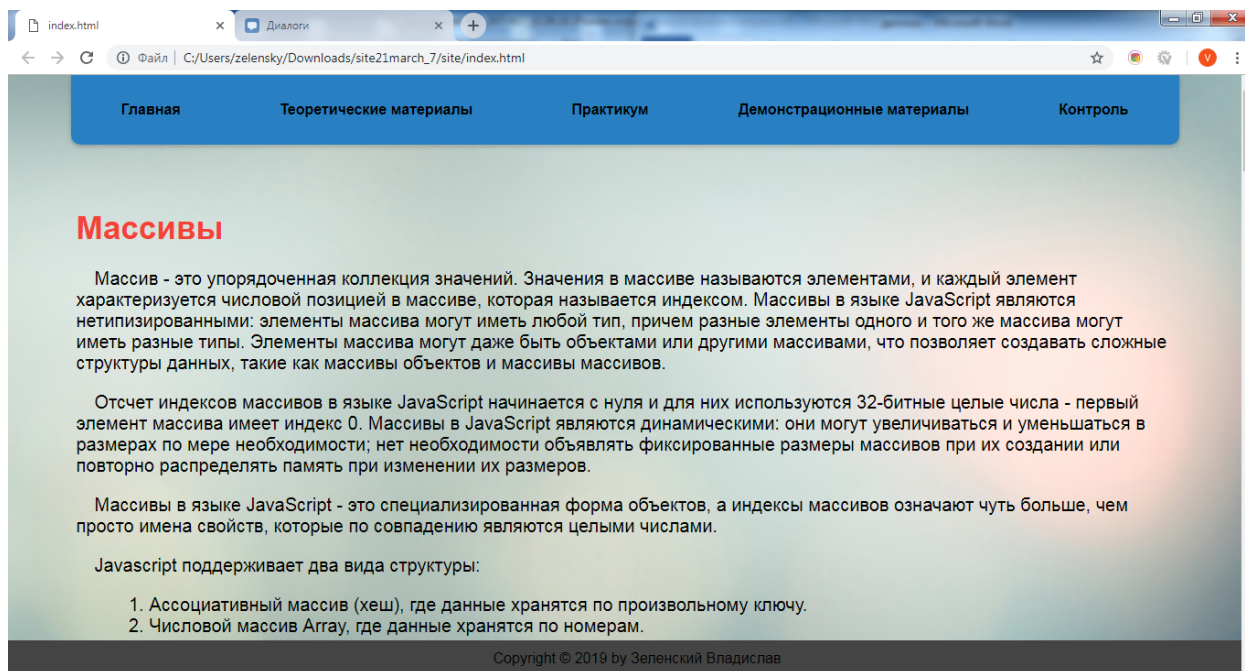 index.html
Диалоги
Файл
C:/Users/zelensky/Downloads/site21march_7/site/index.html
V
Главная
Теоретические материалы
Практикум
Демонстрационные материалы
Контроль
Массивы
Массив - это упорядоченная коллекция значений. Значения в массиве называются элементами, и каждый элемент
характеризуется числовой позицией в массиве, которая называется индексом. Массивы в языке JavaScript являются
нетипизированными: элементы массива могут иметь любой тип, причем разные элементы одного и того же массива могут
иметь разные типы. Элементы массива могут даже быть объектами или другими массивами, что позволяет создавать сложные
структуры данных, такие как массивы объектов и массивы массивов.
Отсчет индексов массивов в языке JavaScript начинается с нуля и для них используются 32-битные целые числа - первый
элемент массива имеет индекс 0. Массивы в JavaScript являются динамическими: они могут увеличиваться и уменьшаться в
размерах по мере необходимости; нет необходимости объявлять фиксированные размеры массивов при их создании или
повторно распределять память при изменении их размеров.
Массивы в языке JavaScript - это специализированная форма объектов, а индексы массивов означают чуть больше, чем
просто имена свойств, которые по совпадению являются целыми числами.
Javascript поддерживает два вида структуры:
1. Ассоциативный массив (хеш), где данные хранятся по произвольному ключу.
2. Числовой массив Array, где данные хранятся по номерам.
Copyright © 2019 by Зеленский Владислав